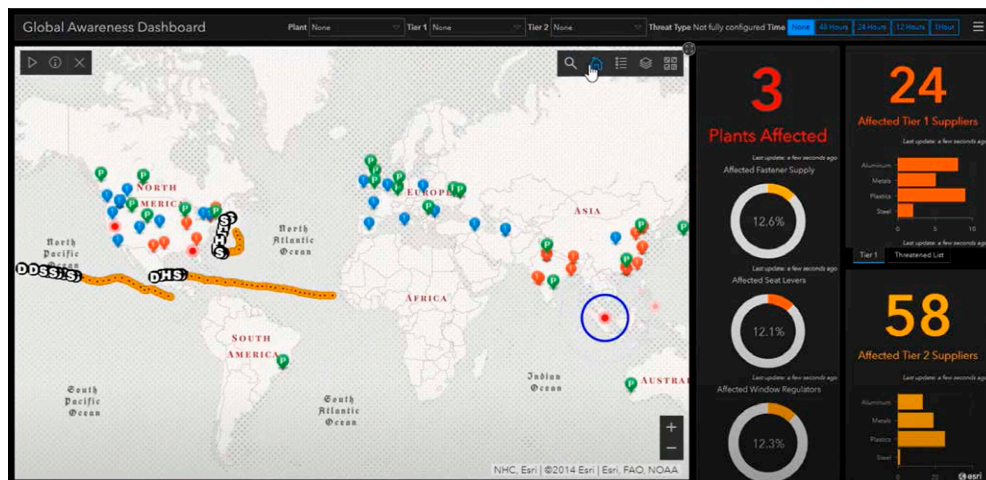 Global Awareness Dashboard
Plant None Tier 1 None Tier 2 None Threat Type Not fully configured Time None 48 Hours 24 Hours 12 Hours 1 Hour
NORTH
AMERICA
EUROPE
ASIA
North
Pacific
Ocean
North
Atlantic
Ocean
D D S S S S
D H S
S
H
S
AFRICA
SOUTH
AMERICA
South
Pacific
Ocean
South
Atlantic
Ocean
Indian
Ocean
AUSTRA
+
−
NHC, Esri | ©2014 Esri | Esri, FAO, NOAA
3
Plants Affected
Last update: a few seconds ago
Affected Fastener Supply
12.6%
Last update: a few seconds ago
Affected Seat Levers
12.1%
Last update: a few seconds ago
Affected Window Regulators
12.3%
24
Affected Tier 1 Suppliers
Last update: a few seconds ago
Aluminum
Metals
Plastics
Steel
0 5 10
Last update: a few seconds ago
Tier 1 Threatened List
58
Affected Tier 2 Suppliers
Last update: a few seconds ago
Aluminum
Metals
Plastics
Steel
esri